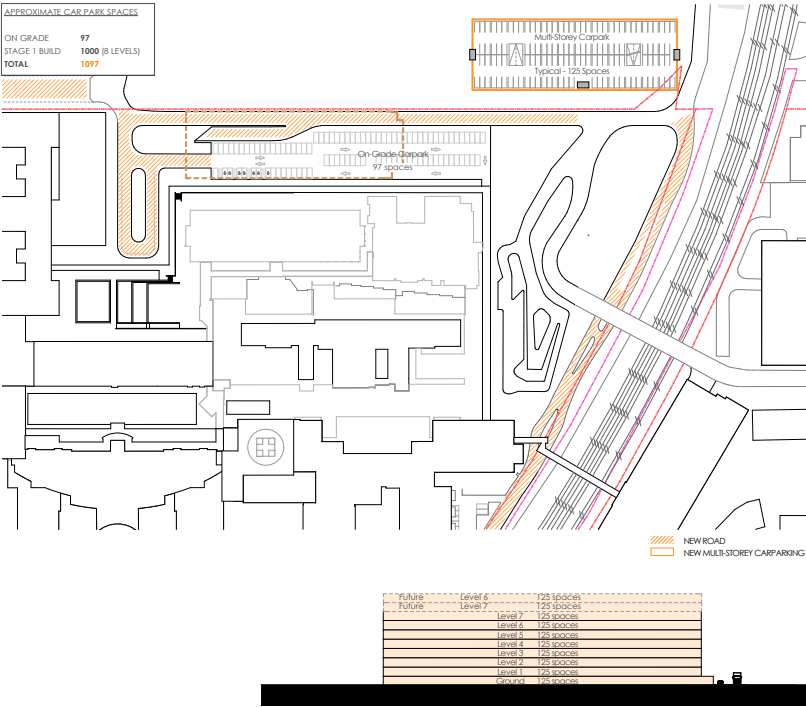 APPROXIMATE CAR PARK SPACES
ON GRADE 97
STAGE 1 BUILD 1000 (8 LEVELS)
TOTAL 1097
Multi-Storey Carpark
Typical - 125 Spaces
On-Grade Carpark
97 spaces
NEW ROAD
NEW MULTI-STOREY CARPARKING
Future Level 6 125 spaces
Future Level 7 125 spaces
Level 7 125 spaces
Level 6 125 spaces
Level 5 125 spaces
Level 4 125 spaces
Level 3 125 spaces
Level 2 125 spaces
Level 1 125 spaces
Ground 125 spaces